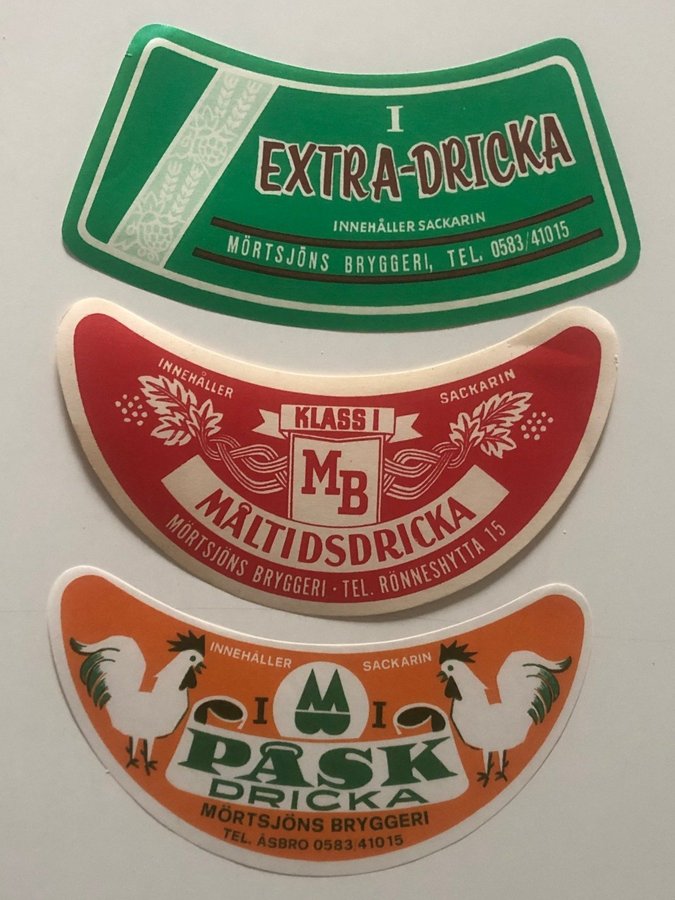 I
EXTRA-DRICKA
INNEHÅLLER SACKARIN
MÖRTSJÖNS BRYGGERI, TEL. 0583/41015
INNEHÅLLER SACKARIN
KLASS I
MB
MÅLTIDSDRICKA
MÖRTSJÖNS BRYGGERI · TEL. RÖNNESHYTTA 15
INNEHÅLLER SACKARIN
I MB I
PÅSK
DRICKA
MÖRTSJÖNS BRYGGERI
TEL. ÅSBRO 0583/41015